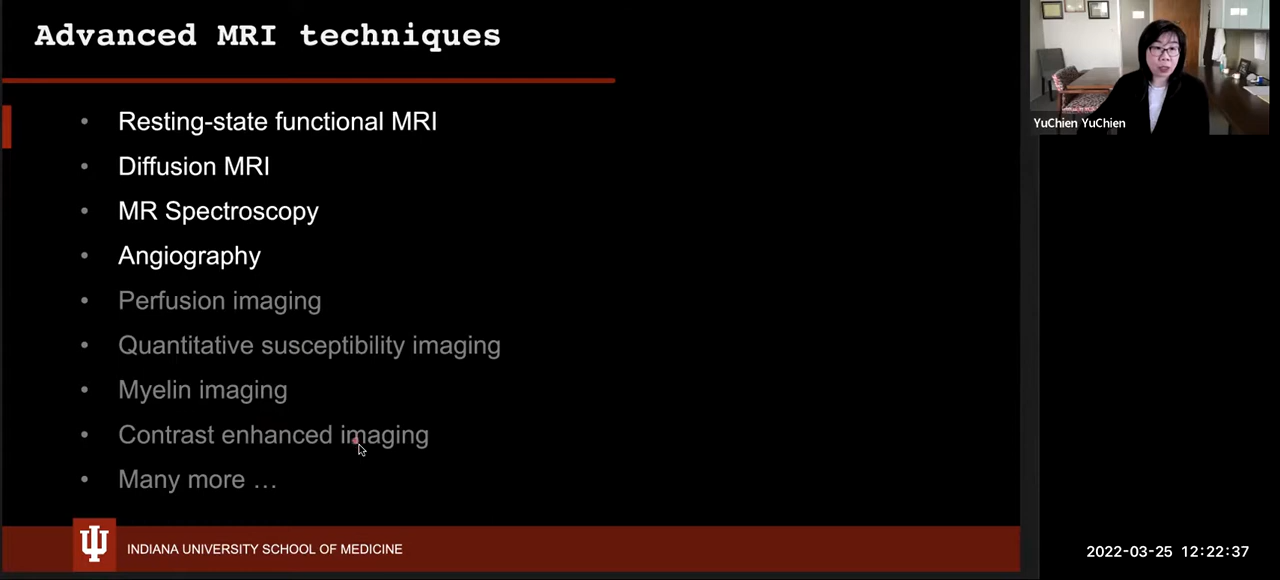 Advanced MRI techniques
• Resting-state functional MRI
• Diffusion MRI
• MR Spectroscopy
• Angiography
• Perfusion imaging
• Quantitative susceptibility imaging
• Myelin imaging
• Contrast enhanced imaging
• Many more …
INDIANA UNIVERSITY SCHOOL OF MEDICINE
YuChien YuChien
2022-03-25 12:22:37